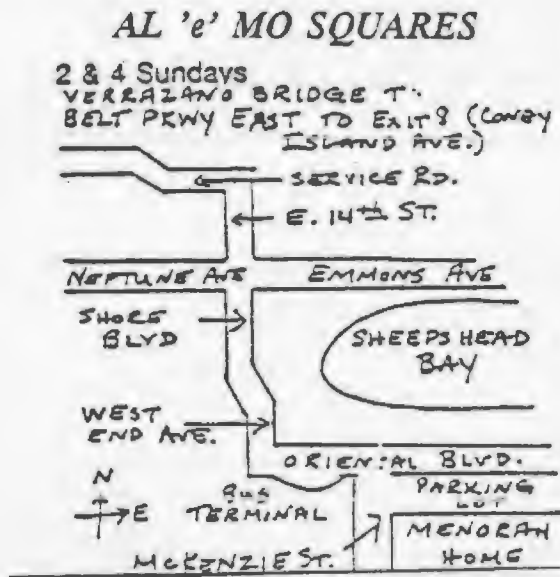 AL 'e' MO SQUARES
2 & 4 Sundays
VERRAZANO BRIDGE T.
BELT PKWY EAST TO EXIT 8 (CONEY
ISLAND AVE.)
SERVICE RD.
E. 14th ST.
NEPTUNE AVE EMMONS AVE
SHORE
BLVD
SHEEPSHEAD
BAY
WEST
END AVE.
ORIENTAL BLVD.
N
E
BUS
TERMINAL
PARKING
LOT
MENORAH
HOME
MCKENZIE ST.